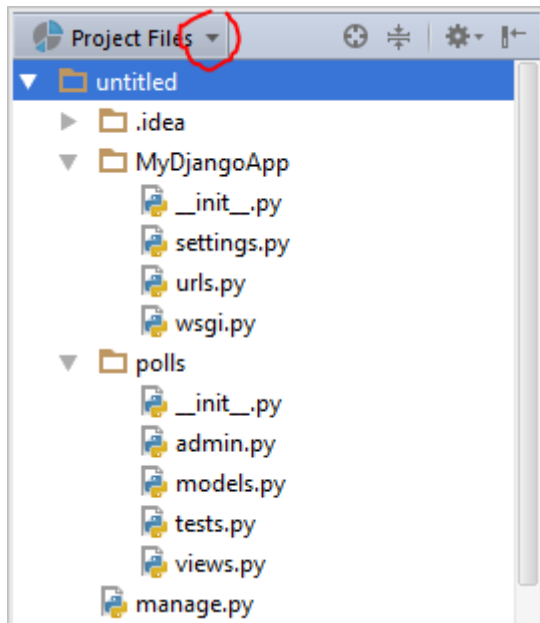 Project Files
untitled
.idea
MyDjangoApp
__init__.py
settings.py
urls.py
wsgi.py
polls
__init__.py
admin.py
models.py
tests.py
views.py
manage.py